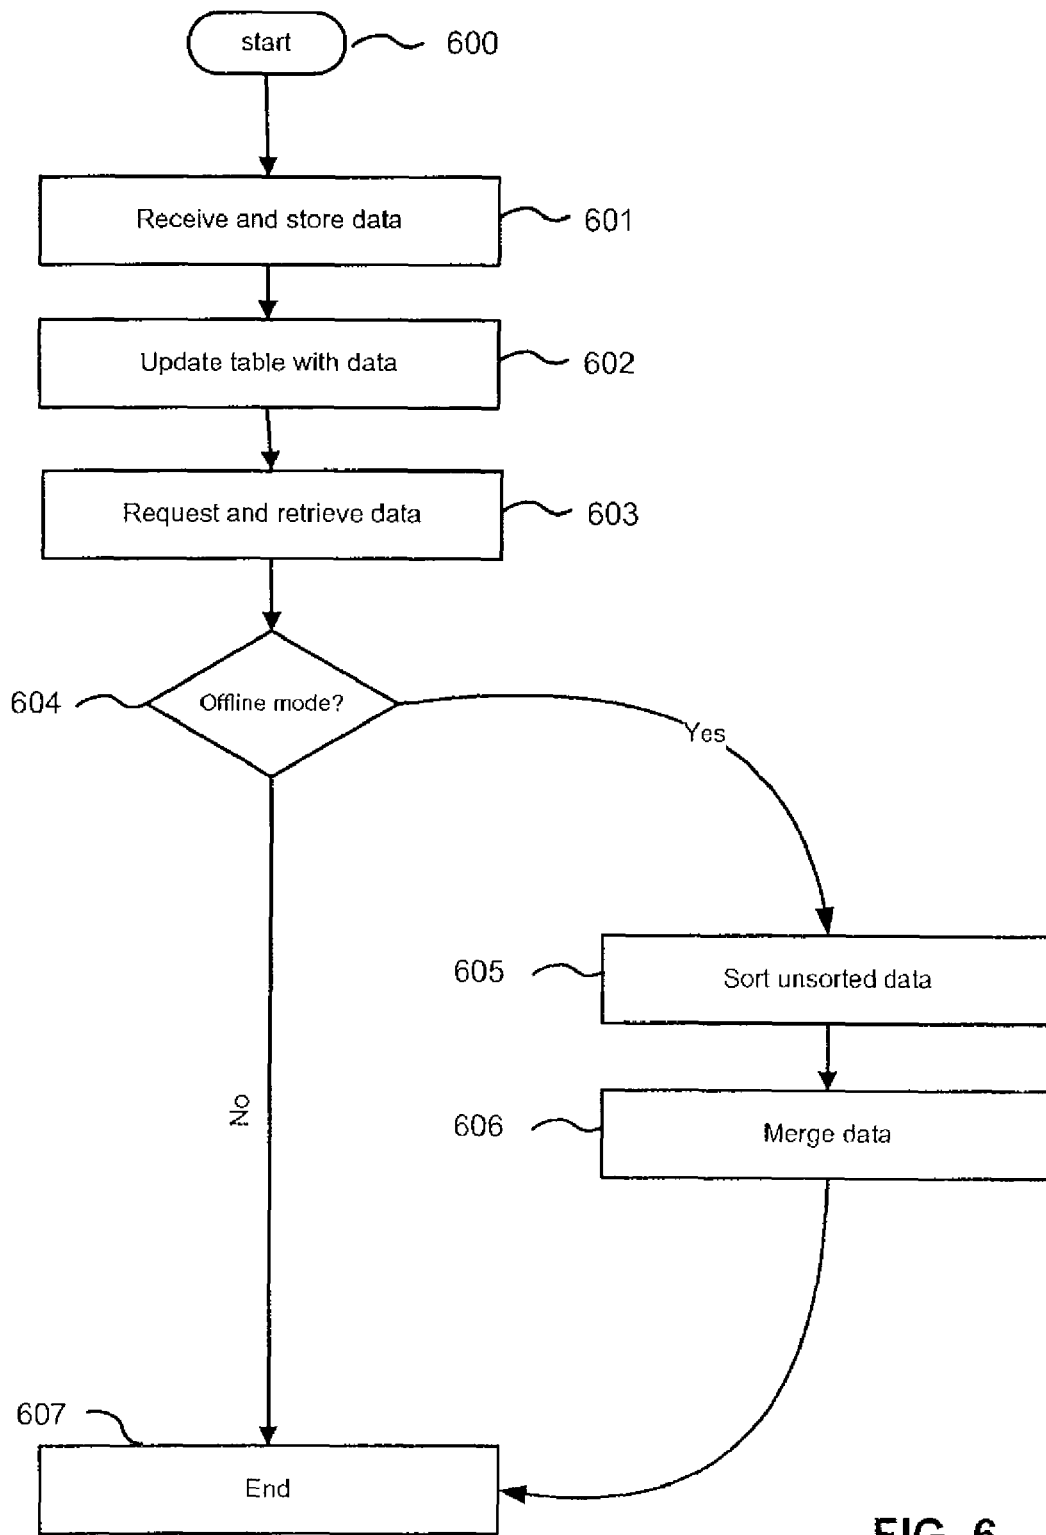 start 600
Receive and store data 601
Update table with data 602
Request and retrieve data 603
604 Offline mode?
Yes
605 Sort unsorted data
No
606 Merge data
607
End
FIG. 6